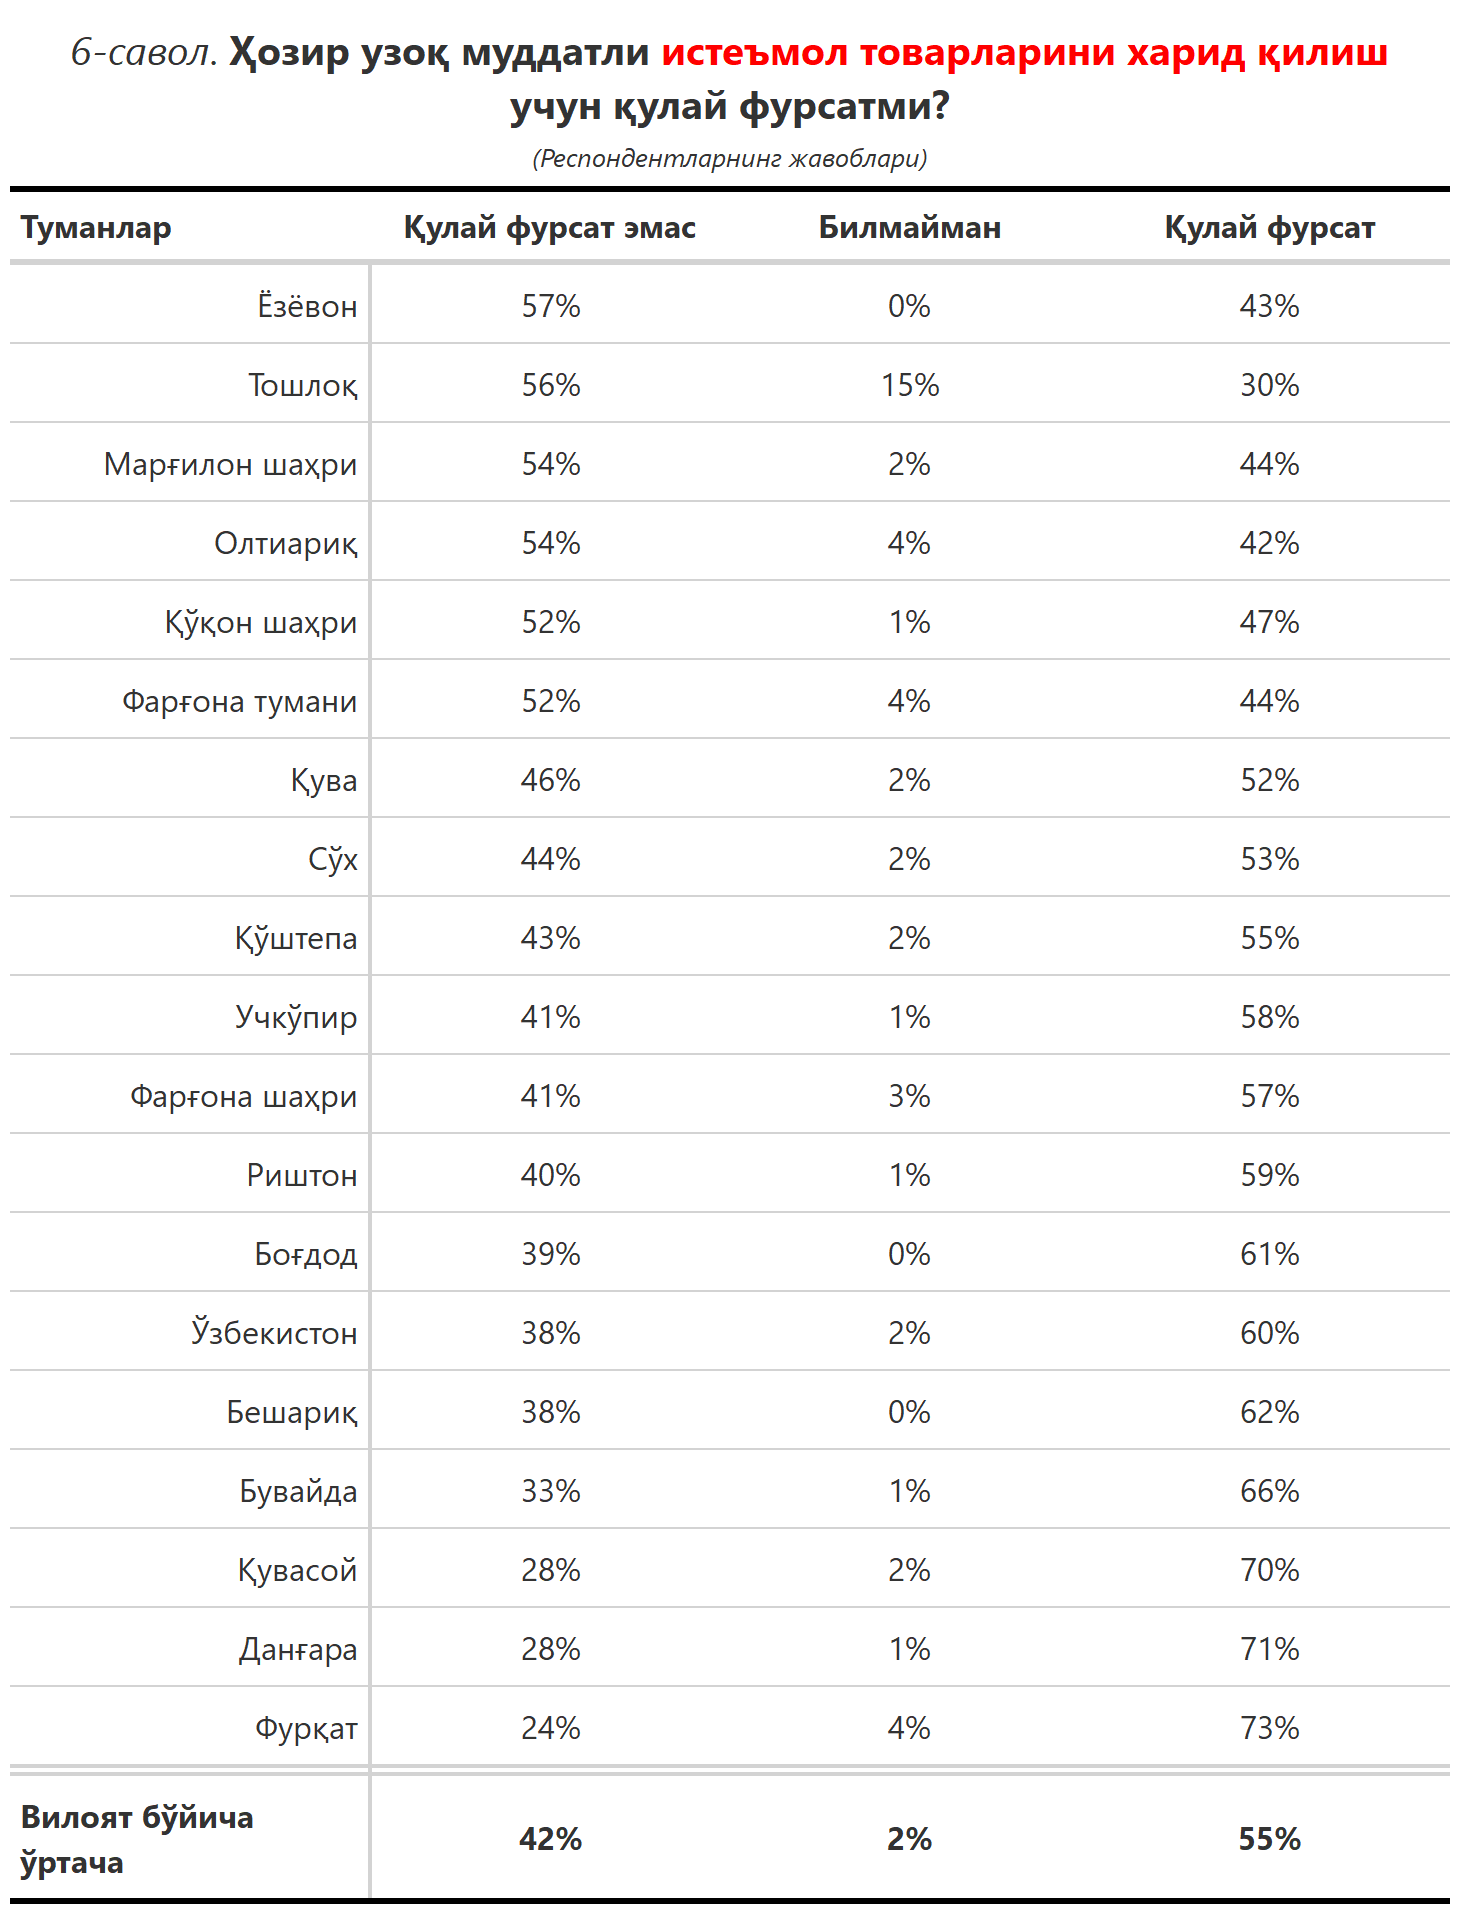 6-савол. Ҳозир узоқ муддатли истеъмол товарларини харид қилиш
учун қулай фурсатми?
(Респондентларнинг жавоблари)
Туманлар Қулай фурсат эмас Билмайман Қулай фурсат
Ёзёвон 57% 0% 43%
Тошлоқ 56% 15% 30%
Марғилон шаҳри 54% 2% 44%
Олтиариқ 54% 4% 42%
Қўқон шаҳри 52% 1% 47%
Фарғона тумани 52% 4% 44%
Қува 46% 2% 52%
Сўх 44% 2% 53%
Қўштепа 43% 2% 55%
Учкўпир 41% 1% 58%
Фарғона шаҳри 41% 3% 57%
Риштон 40% 1% 59%
Боғдод 39% 0% 61%
Ўзбекистон 38% 2% 60%
Бешариқ 38% 0% 62%
Бувайда 33% 1% 66%
Қувасой 28% 2% 70%
Данғара 28% 1% 71%
Фурқат 24% 4% 73%
Вилоят бўйича
ўртача 42% 2% 55%